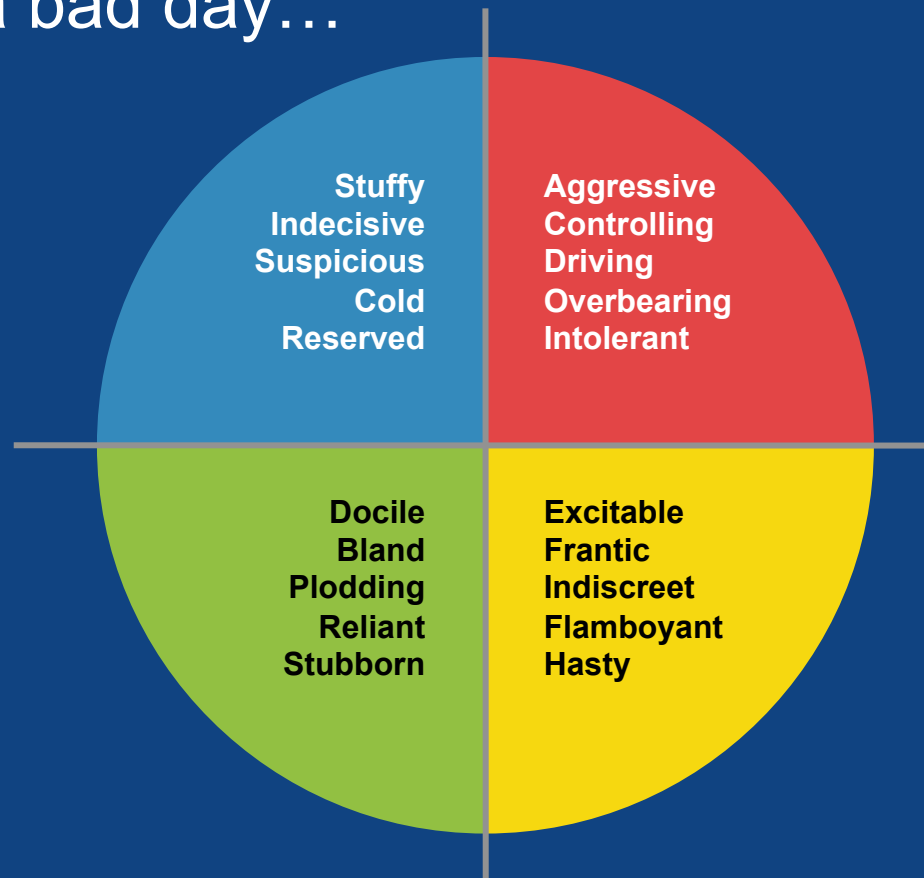 a bad day…
Stuffy
Indecisive
Suspicious
Cold
Reserved
Aggressive
Controlling
Driving
Overbearing
Intolerant
Docile
Bland
Plodding
Reliant
Stubborn
Excitable
Frantic
Indiscreet
Flamboyant
Hasty